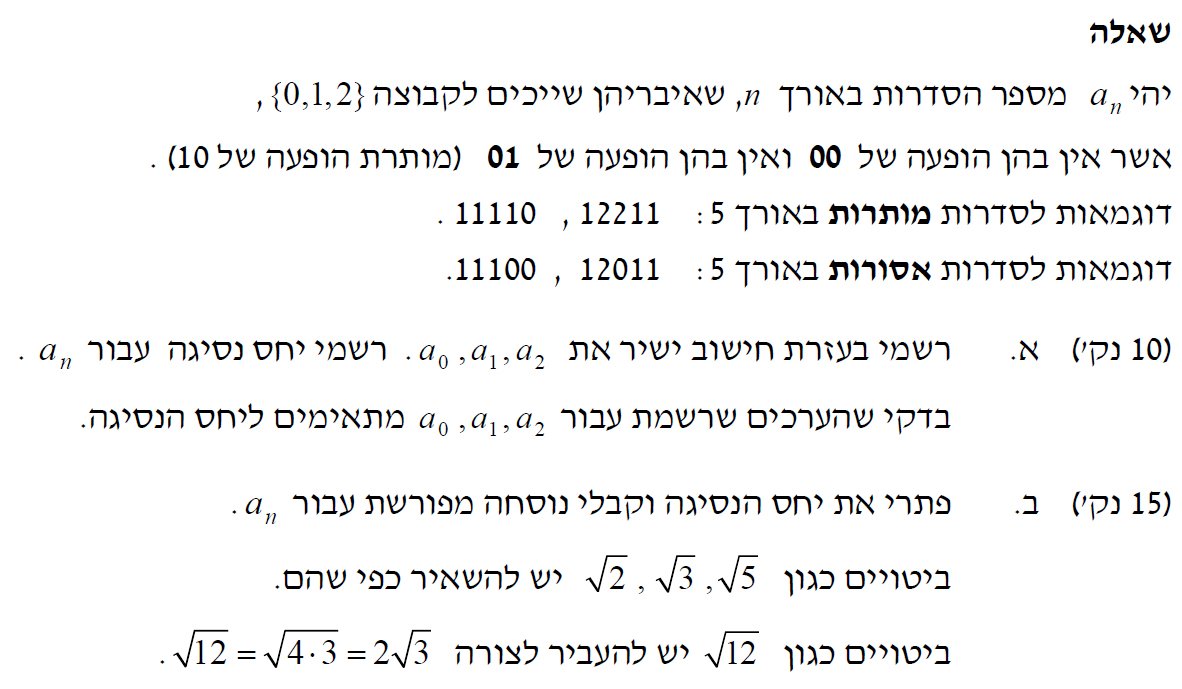 שאלה
יהי a_n מספר הסדרות באורך n, שאיבריהן שייכים לקבוצה {0,1,2},
אשר אין בהן הופעה של 00 ואין בהן הופעה של 01 (מותרת הופעה של 10).
דוגמאות לסדרות מותרות באורך 5: 12211 , 11110 .
דוגמאות לסדרות אסורות באורך 5: 12011 , 11100.
(10 נק') א. רשמי בעזרת חישוב ישיר את a_0, a_1, a_2 . רשמי יחס נסיגה עבור a_n .
בדקי שהערכים שרשמת עבור a_0, a_1, a_2 מתאימים ליחס הנסיגה.
(15 נק') ב. פתרי את יחס הנסיגה וקבלי נוסחה מפורשת עבור a_n .
ביטויים כגון √2 , √3 , √5 יש להשאיר כפי שהם.
ביטויים כגון √12 יש להעביר לצורה √12 = √(4·3) = 2√3 .